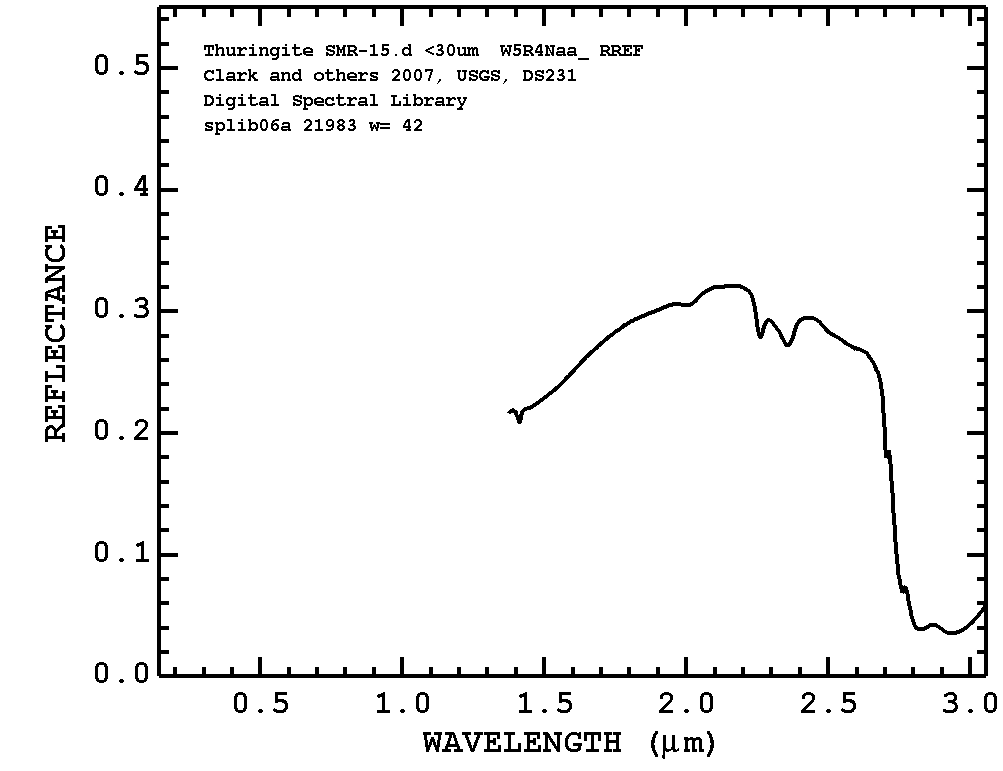 Thuringite SMR-15.d <30um W5R4Naa_ RREF
Clark and others 2007, USGS, DS231
Digital Spectral Library
splib06a 21983 w= 42
REFLECTANCE
0.5
0.4
0.3
0.2
0.1
0.0
0.5 1.0 1.5 2.0 2.5 3.0
WAVELENGTH (μm)